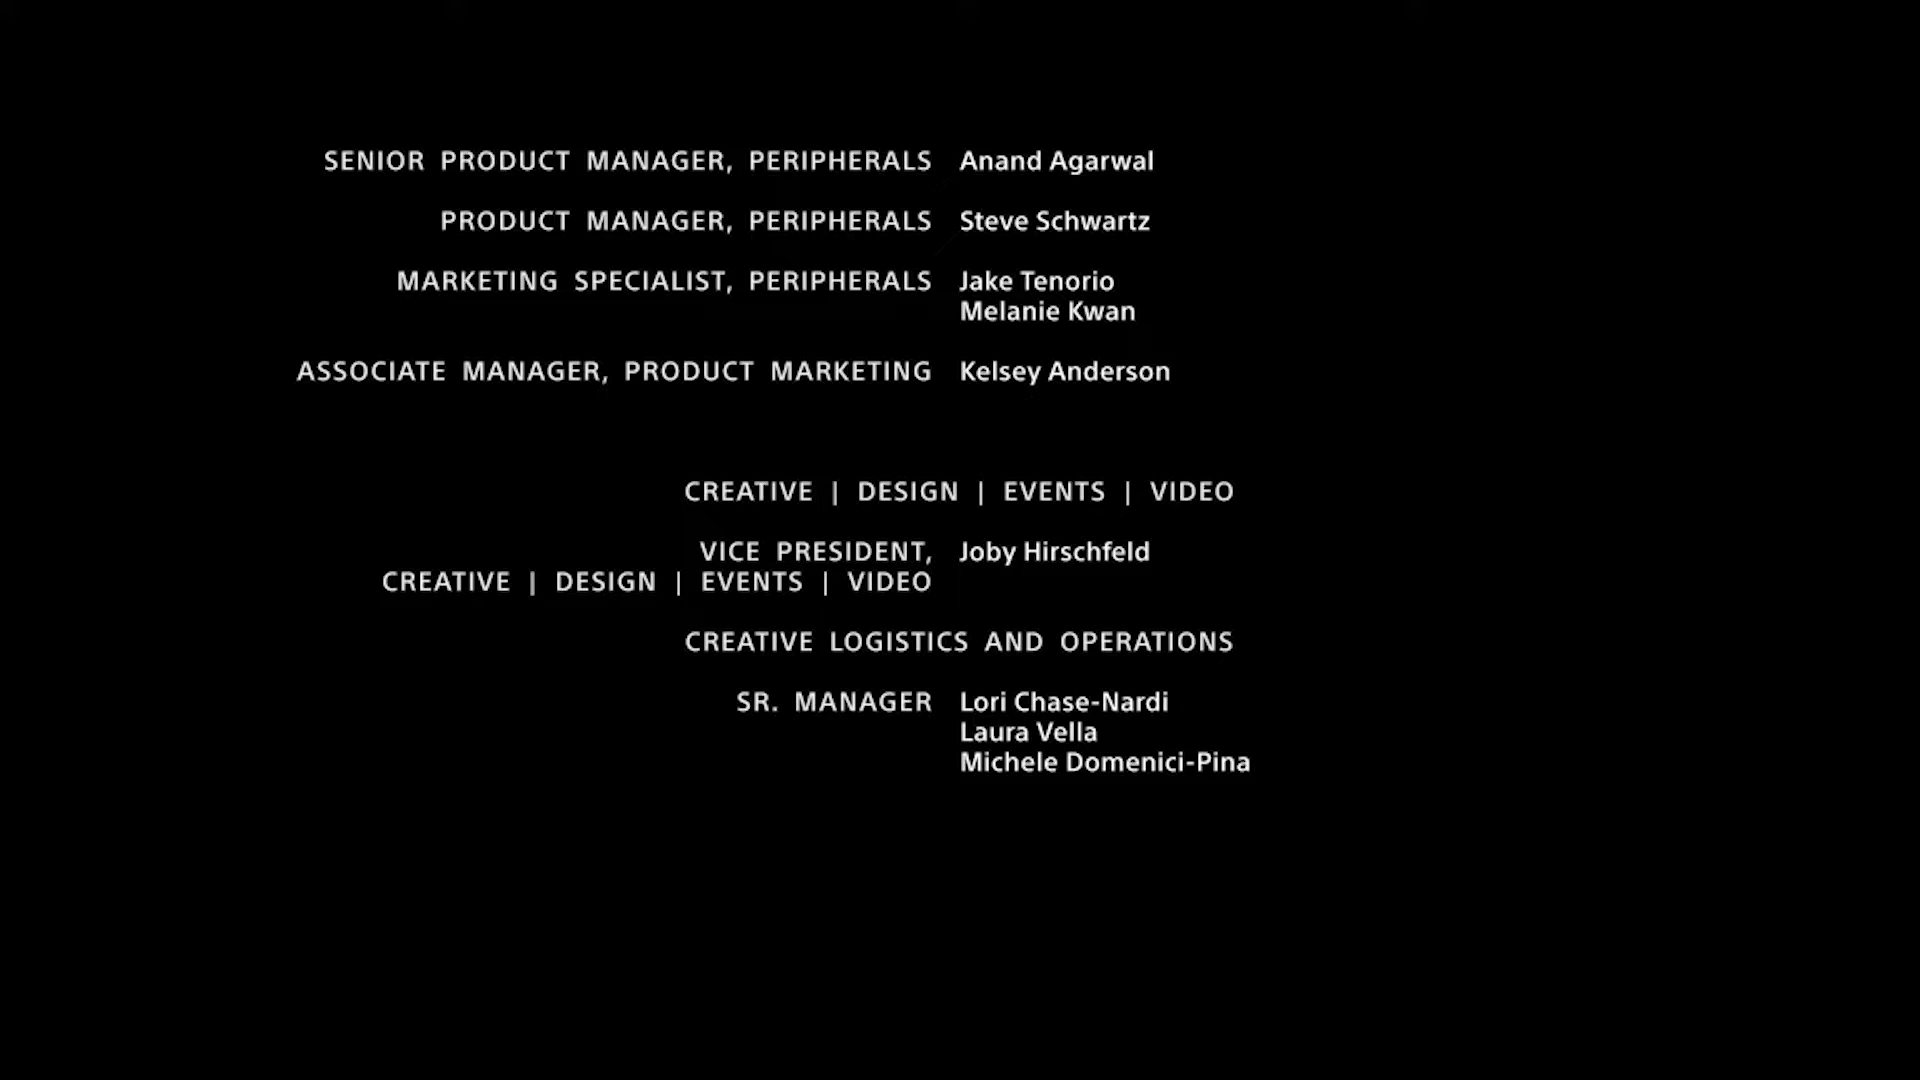 SENIOR PRODUCT MANAGER, PERIPHERALS Anand Agarwal
PRODUCT MANAGER, PERIPHERALS Steve Schwartz
MARKETING SPECIALIST, PERIPHERALS Jake Tenorio
Melanie Kwan
ASSOCIATE MANAGER, PRODUCT MARKETING Kelsey Anderson
CREATIVE | DESIGN | EVENTS | VIDEO
VICE PRESIDENT, Joby Hirschfeld
CREATIVE | DESIGN | EVENTS | VIDEO
CREATIVE LOGISTICS AND OPERATIONS
SR. MANAGER Lori Chase-Nardi
Laura Vella
Michele Domenici-Pina